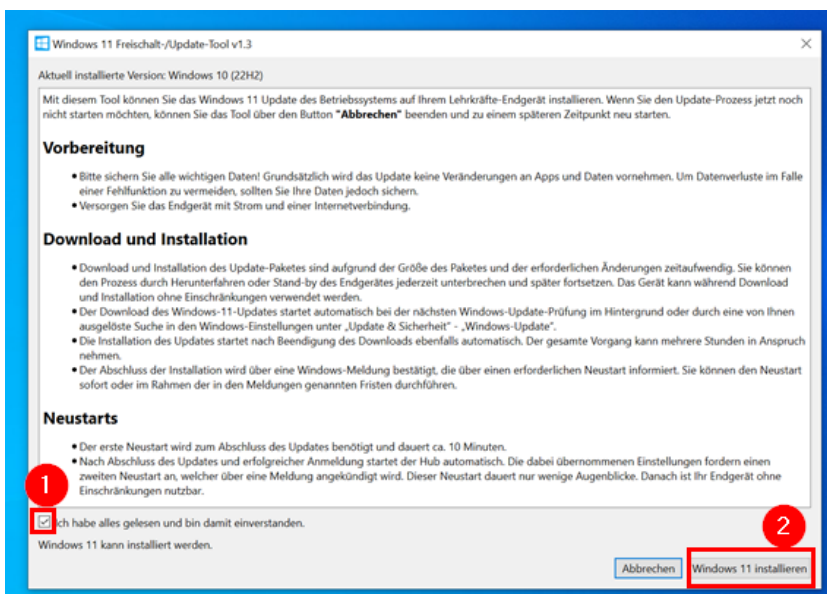 Windows 11 Freischalt-/Update-Tool v1.3
Aktuell installierte Version: Windows 10 (22H2)
Mit diesem Tool können Sie das Windows 11 Update des Betriebssystems auf Ihrem Lehrkräfte-Endgerät installieren. Wenn Sie den Update-Prozess jetzt noch
nicht starten möchten, können Sie das Tool über den Button "Abbrechen" beenden und zu einem späteren Zeitpunkt neu starten.
Vorbereitung
• Bitte sichern Sie alle wichtigen Daten! Grundsätzlich wird das Update keine Veränderungen an Apps und Daten vornehmen. Um Datenverluste im Falle
einer Fehlfunktion zu vermeiden, sollten Sie Ihre Daten jedoch sichern.
• Versorgen Sie das Endgerät mit Strom und einer Internetverbindung.
Download und Installation
• Download und Installation des Update-Paketes sind aufgrund der Größe des Paketes und der erforderlichen Änderungen zeitaufwendig. Sie können
den Prozess durch Herunterfahren oder Stand-by des Endgerätes jederzeit unterbrechen und später fortsetzen. Das Gerät kann während Download
und Installation ohne Einschränkungen verwendet werden.
• Der Download des Windows-11-Updates startet automatisch bei der nächsten Windows-Update-Prüfung im Hintergrund oder durch eine von Ihnen
ausgelöste Suche in den Windows-Einstellungen unter „Update & Sicherheit" - „Windows-Update".
• Die Installation des Updates startet nach Beendigung des Downloads ebenfalls automatisch. Der gesamte Vorgang kann mehrere Stunden in Anspruch
nehmen.
• Der Abschluss der Installation wird über eine Windows-Meldung bestätigt, die über einen erforderlichen Neustart informiert. Sie können den Neustart
sofort oder im Rahmen der in den Meldungen genannten Fristen durchführen.
Neustarts
• Der erste Neustart wird zum Abschluss des Updates benötigt und dauert ca. 10 Minuten.
• Nach Abschluss des Updates und erfolgreicher Anmeldung startet der Hub automatisch. Die dabei übernommenen Einstellungen fordern einen
zweiten Neustart an, welcher über eine Meldung angekündigt wird. Dieser Neustart dauert nur wenige Augenblicke. Danach ist Ihr Endgerät ohne
Einschränkungen nutzbar.
1
Ich habe alles gelesen und bin damit einverstanden.
2
Windows 11 kann installiert werden.
Abbrechen
Windows 11 installieren